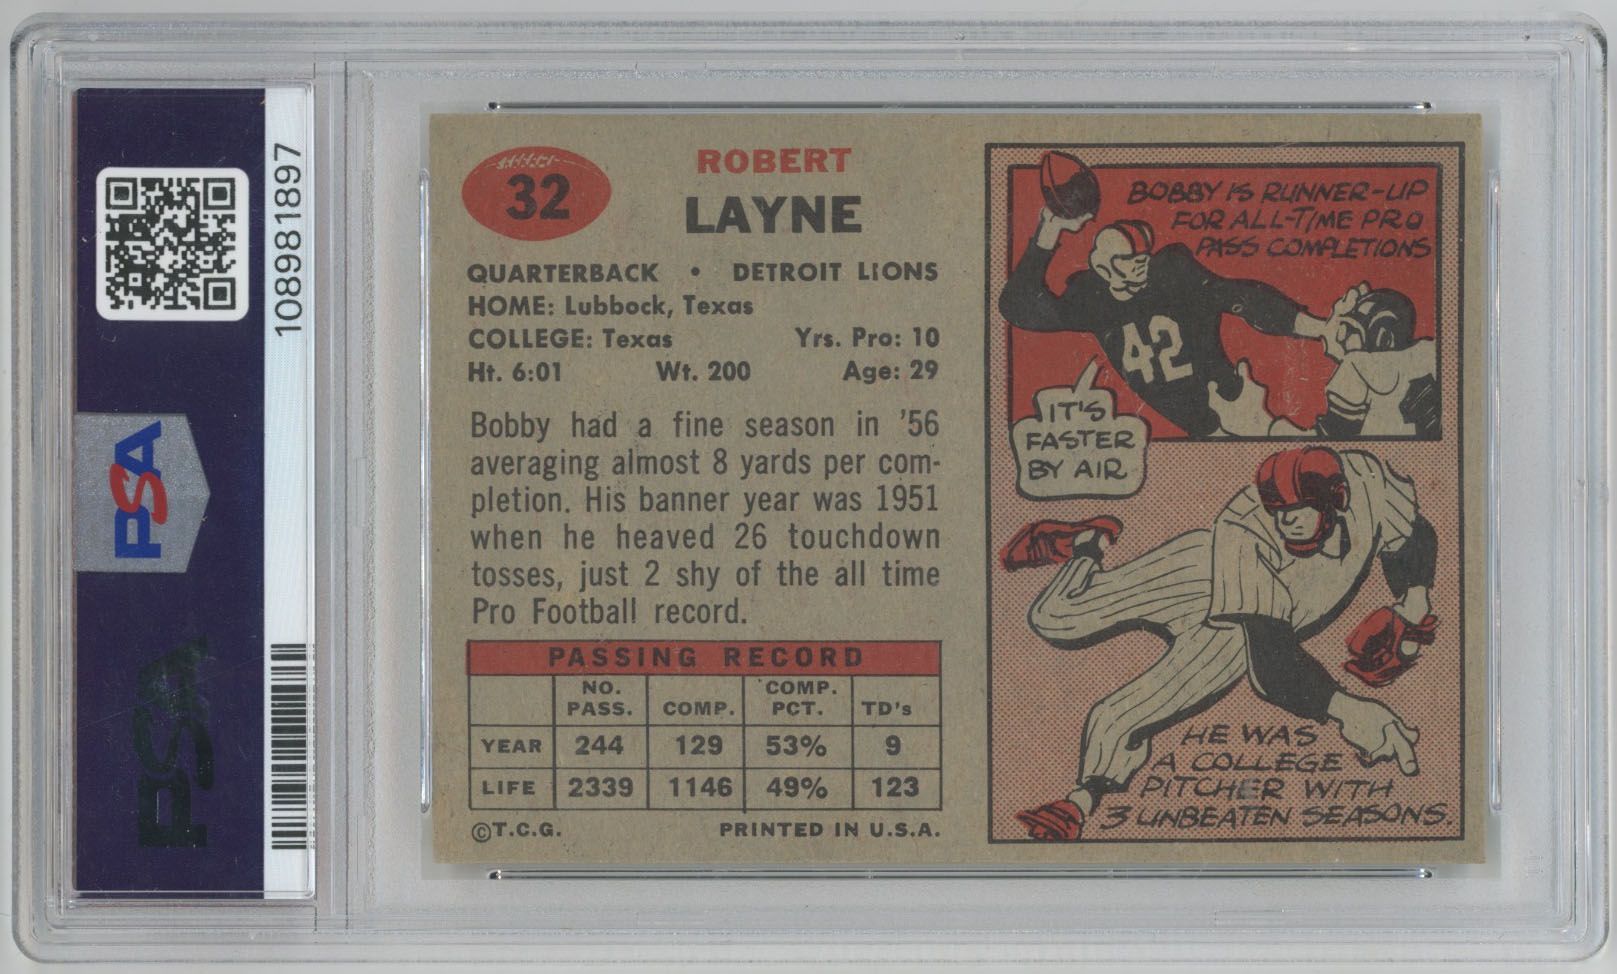 108981897
PSA
PSA
32
ROBERT
LAYNE
QUARTERBACK • DETROIT LIONS
HOME: Lubbock, Texas
COLLEGE: Texas Yrs. Pro: 10
Ht. 6:01 Wt. 200 Age: 29
Bobby had a fine season in '56
averaging almost 8 yards per com-
pletion. His banner year was 1951
when he heaved 26 touchdown
tosses, just 2 shy of the all time
Pro Football record.
PASSING RECORD
NO. PASS. COMP. COMP. PCT. TD's
YEAR 244 129 53% 9
LIFE 2339 1146 49% 123
©T.C.G. PRINTED IN U.S.A.
BOBBY IS RUNNER-UP
FOR ALL-TIME PRO
PASS COMPLETIONS
42
IT'S
FASTER
BY AIR
HE WAS
A COLLEGE
PITCHER WITH
3 UNBEATEN SEASONS.